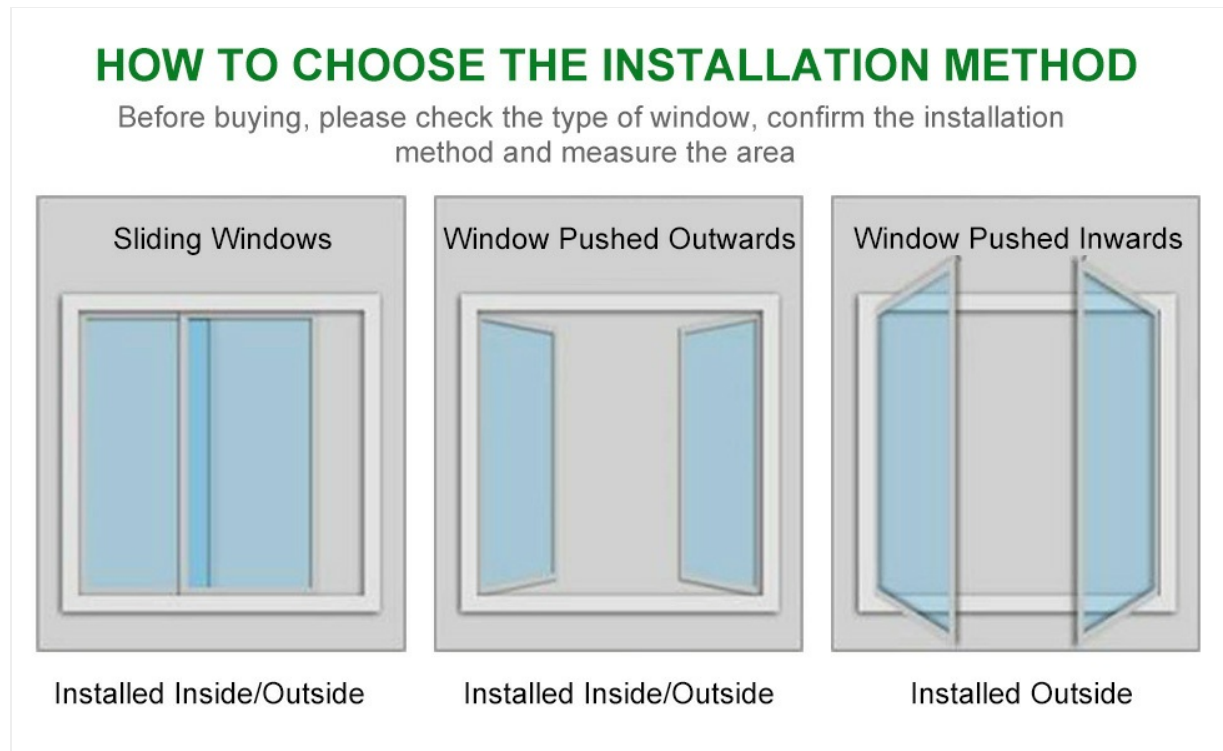 HOW TO CHOOSE THE INSTALLATION METHOD
Before buying, please check the type of window, confirm the installation
method and measure the area
Sliding Windows
Window Pushed Outwards
Window Pushed Inwards
Installed Inside/Outside
Installed Inside/Outside
Installed Outside